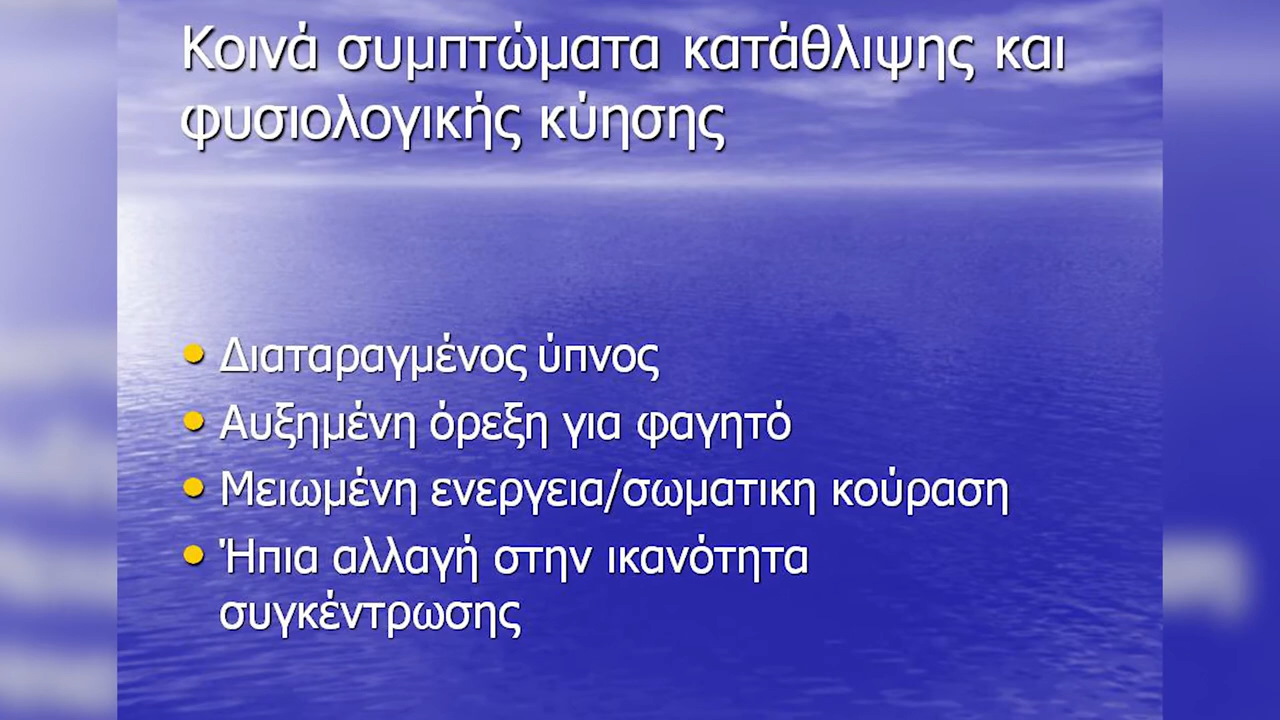 Κοινά συμπτώματα κατάθλιψης και
φυσιολογικής κύησης
• Διαταραγμένος ύπνος
• Αυξημένη όρεξη για φαγητό
• Μειωμένη ενεργεια/σωματικη κούραση
• Ήπια αλλαγή στην ικανότητα
συγκέντρωσης